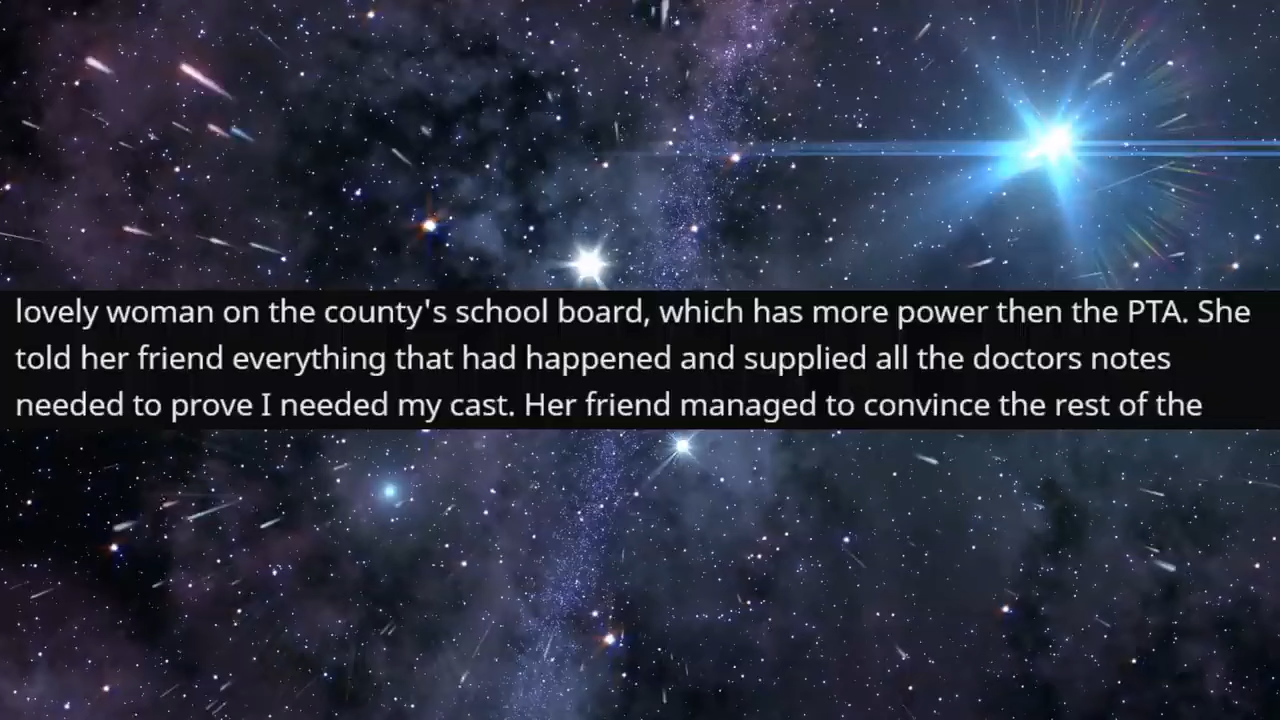 lovely woman on the county's school board, which has more power then the PTA. She
told her friend everything that had happened and supplied all the doctors notes
needed to prove I needed my cast. Her friend managed to convince the rest of the